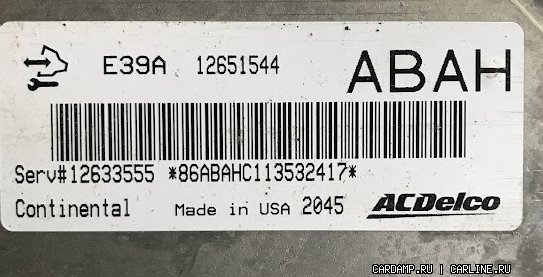 E39A 12651544 ABAH
Serv#12633555 *86ABAHC113532417*
Continental Made in USA 2045 ACDelco
CARDAMP.RU | CARLINE.RU